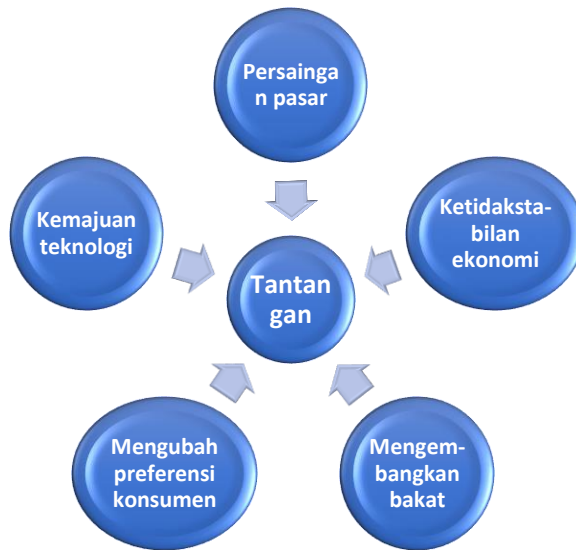 Persainga
n pasar
Kemajuan
teknologi
Ketidaksta-
bilan
ekonomi
Tantan
gan
Mengubah
preferensi
konsumen
Mengem-
bangkan
bakat